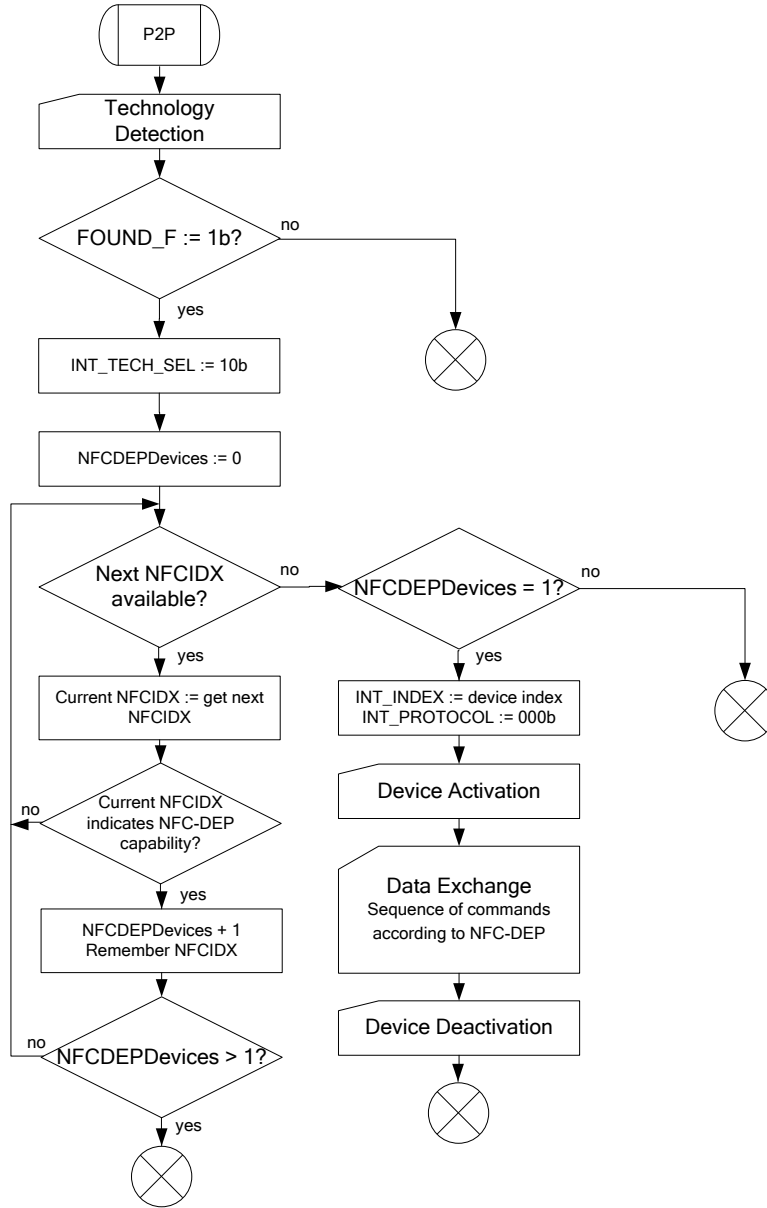 P2P
Technology
Detection
FOUND_F := 1b?
no
yes
INT_TECH_SEL := 10b
NFCDEPDevices := 0
Next NFCIDX
available?
no
NFCDEPDevices = 1?
no
yes
yes
Current NFCIDX := get next
NFCIDX
INT_INDEX := device index
INT_PROTOCOL := 000b
Device Activation
no
Current NFCIDX
indicates NFC-DEP
capability?
yes
Data Exchange
Sequence of commands
according to NFC-DEP
NFCDEPDevices + 1
Remember NFCIDX
Device Deactivation
no
NFCDEPDevices > 1?
yes